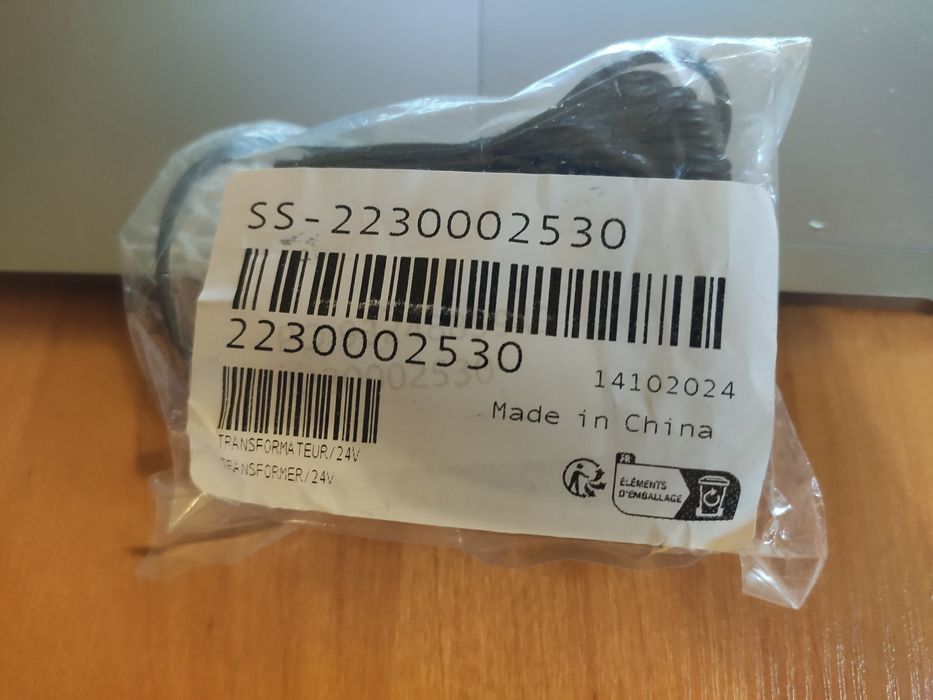 SS-2230002530
2230002530
14102024
Made in China
TRANSFORMATEUR/24V
TRANSFORMER/24V
FR
ÉLÉMENTS
D'EMBALLAGE